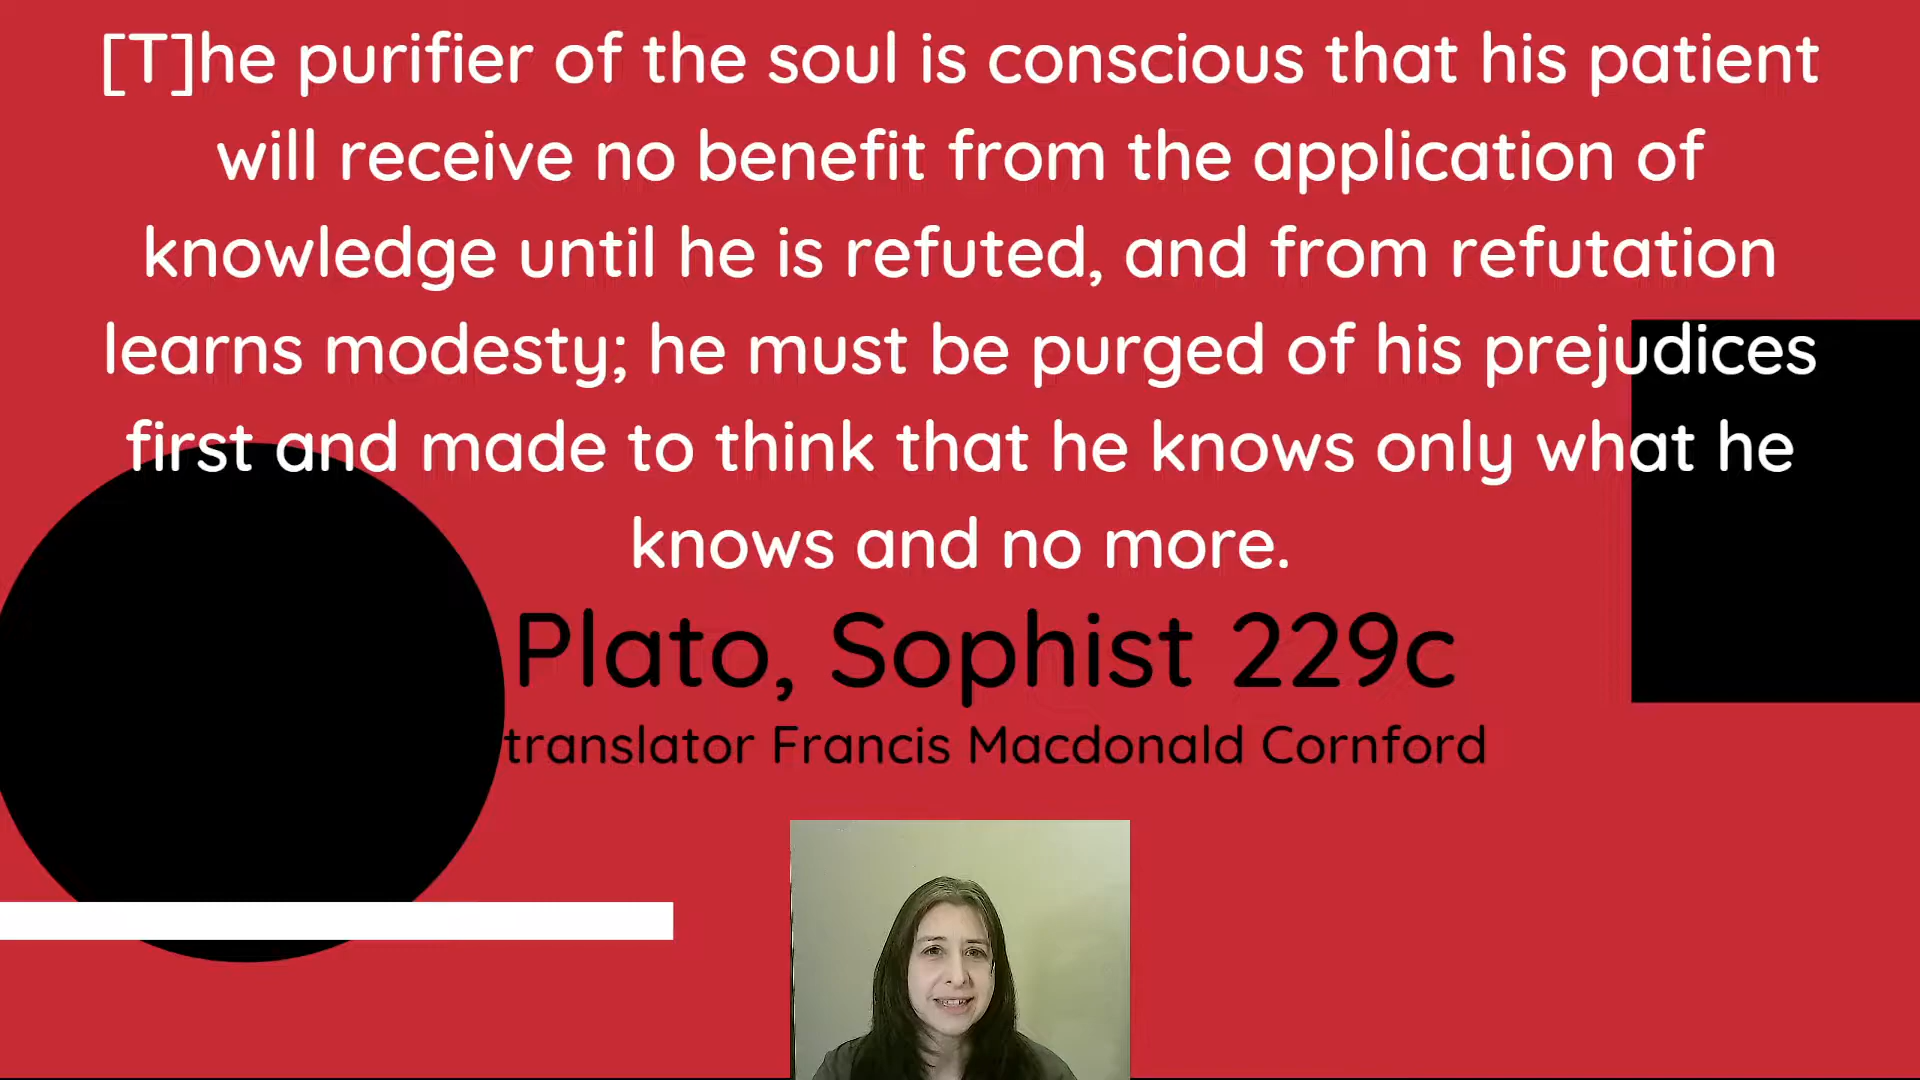 [T]he purifier of the soul is conscious that his patient
will receive no benefit from the application of
knowledge until he is refuted, and from refutation
learns modesty; he must be purged of his prejudices
first and made to think that he knows only what he
knows and no more.
Plato, Sophist 229c
translator Francis Macdonald Cornford